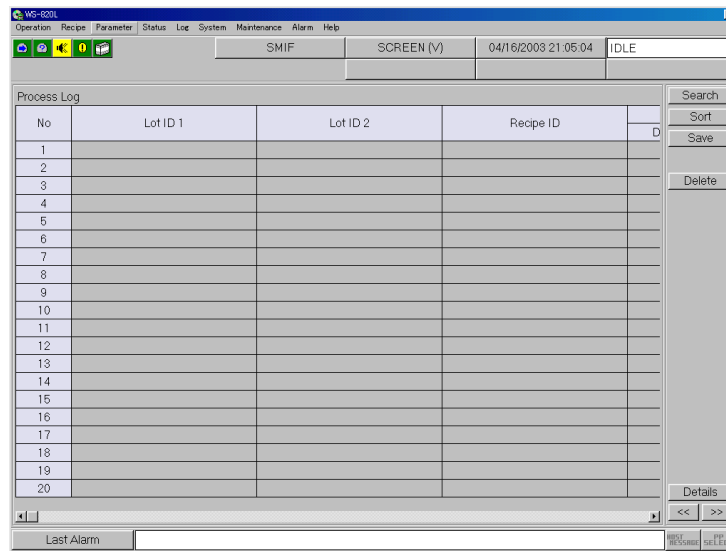 WS-820L
Operation Recipe Parameter Status Log System Maintenance Alarm Help
SMIF SCREEN (V) 04/16/2003 21:05:04 IDLE
Process Log
No Lot ID 1 Lot ID 2 Recipe ID
D
1
2
3
4
5
6
7
8
9
10
11
12
13
14
15
16
17
18
19
20
Search
Sort
Save
Delete
Details
<< >>
Last Alarm
HOST
MESSAGE